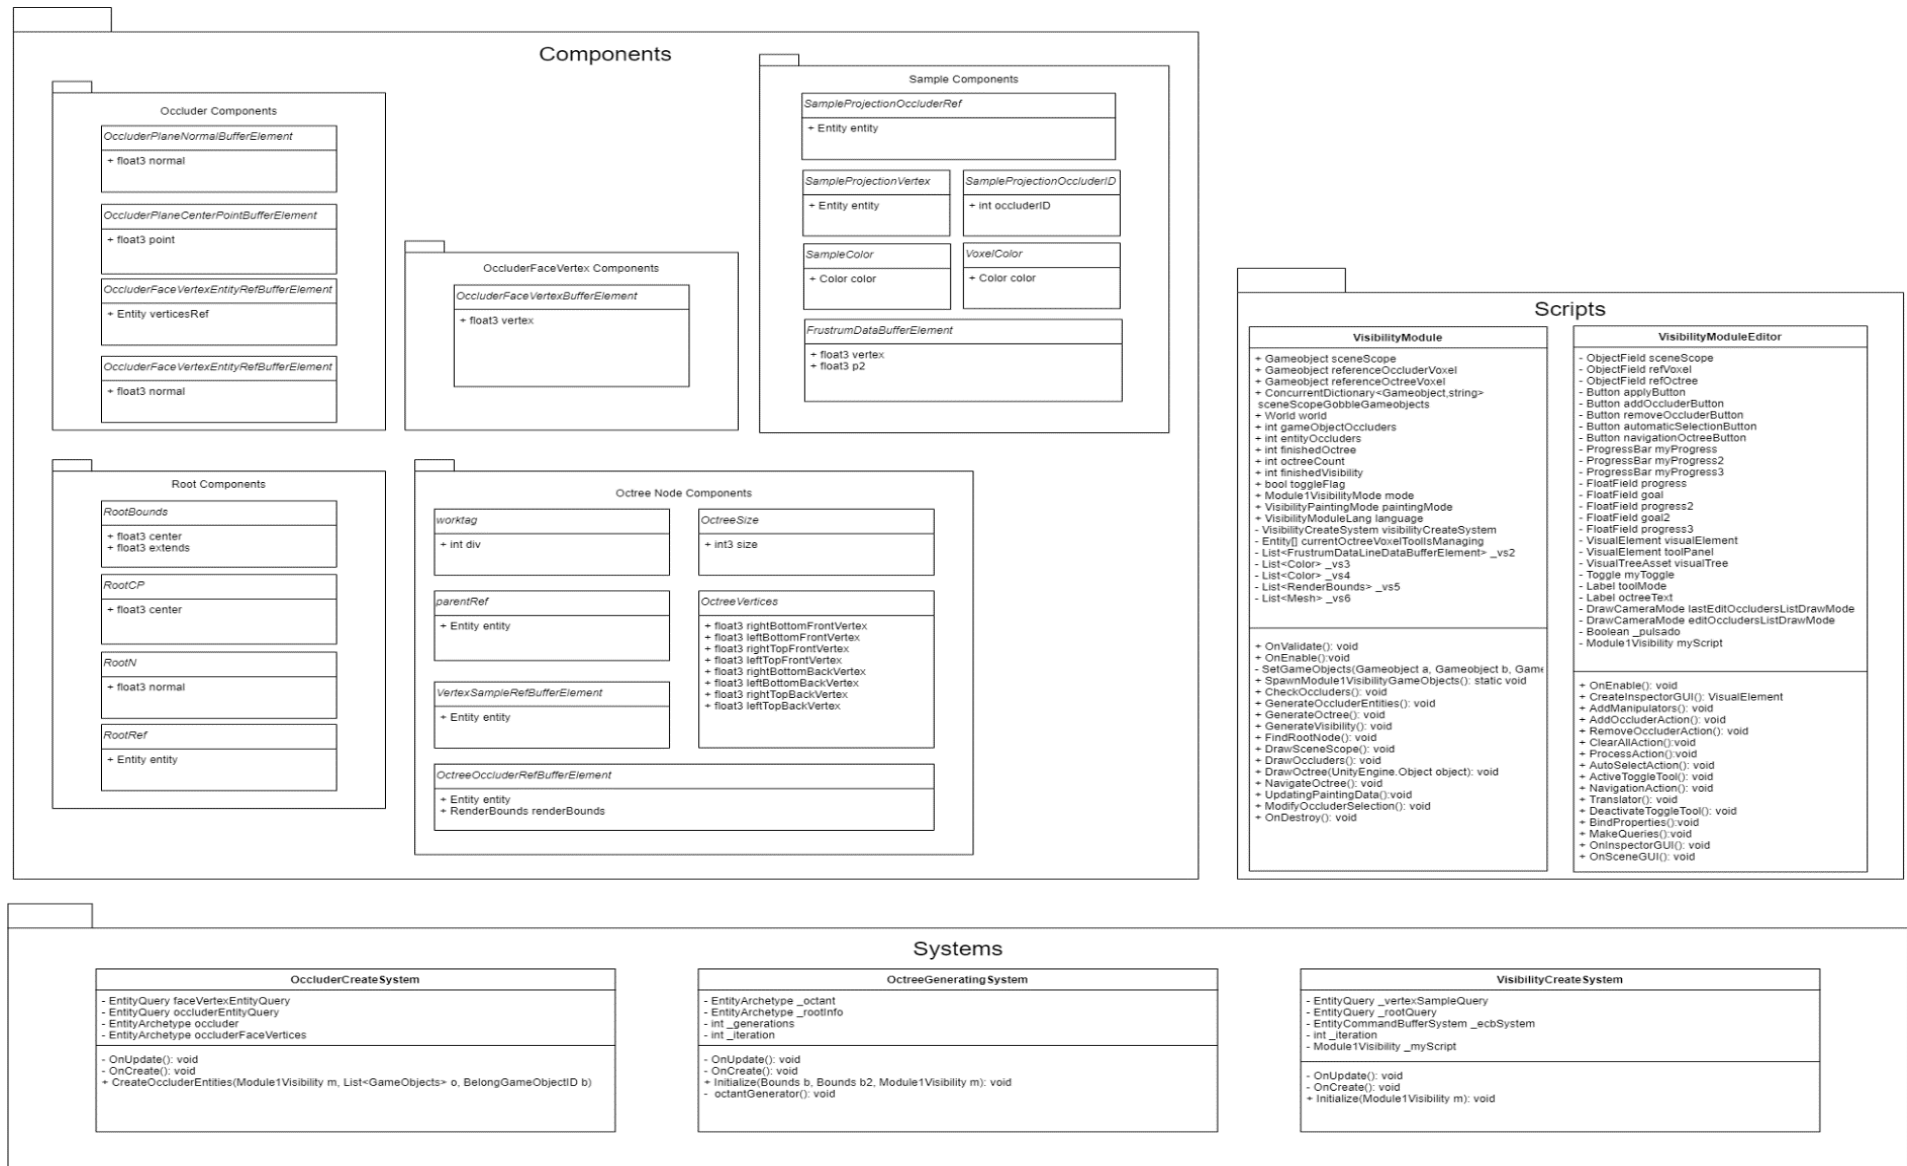 Components
Occluder Components
OccluderPlaneNormalBufferElement
+ float3 normal
OccluderPlaneCenterPointBufferElement
+ float3 point
OccluderFaceVertexEntityRefBufferElement
+ Entity verticesRef
OccluderFaceVertexEntityRefBufferElement
+ float3 normal
OccluderFaceVertex Components
OccluderFaceVertexBufferElement
+ float3 vertex
Sample Components
SampleProjectionOccluderRef
+ Entity entity
SampleProjectionVertex
+ Entity entity
SampleProjectionOccluderID
+ int occluderID
SampleColor
+ Color color
VoxelColor
+ Color color
FrustrumDataBufferElement
+ float3 vertex
+ float3 p2
Root Components
RootBounds
+ float3 center
+ float3 extends
RootCP
+ float3 center
RootN
+ float3 normal
RootRef
+ Entity entity
Octree Node Components
worktag
+ int div
OctreeSize
+ int3 size
parentRef
+ Entity entity
OctreeVertices
+ float3 rightBottomFrontVertex
+ float3 leftBottomFrontVertex
+ float3 rightTopFrontVertex
+ float3 leftTopFrontVertex
+ float3 rightBottomBackVertex
+ float3 leftBottomBackVertex
+ float3 rightTopBackVertex
+ float3 leftTopBackVertex
VertexSampleRefBufferElement
+ Entity entity
OctreeOccluderRefBufferElement
+ Entity entity
+ RenderBounds renderBounds
Scripts
VisibilityModule
+ Gameobject sceneScope
+ Gameobject referenceOccluderVoxel
+ Gameobject referenceOctreeVoxel
+ ConcurrentDictionary<Gameobject,string>
sceneScopeGobbleGameobjects
+ World world
+ int gameObjectOccluders
+ int entityOccluders
+ int finishedOctree
+ int octreeCount
+ int finishedVisibility
+ bool toggleFlag
+ Module1VisibilityMode mode
+ VisibilityPaintingMode paintingMode
+ VisibilityModuleLang language
- VisibilityCreateSystem visibilityCreateSystem
- Entity[] currentOctreeVoxelToolIsManaging
- List<FrustrumDataLineDataBufferElement> _vs2
- List<Color> _vs3
- List<Color> _vs4
- List<RenderBounds> _vs5
- List<Mesh> _vs6
+ OnValidate(): void
+ OnEnable():void
- SetGameObjects(Gameobject a, Gameobject b, Game
+ SpawnModule1VisibilityGameObjects(): static void
+ CheckOccluders(): void
+ GenerateOccluderEntities(): void
+ GenerateOctree(): void
+ GenerateVisibility(): void
+ FindRootNode(): void
+ DrawSceneScope(): void
+ DrawOccluders(): void
+ DrawOctree(UnityEngine.Object object): void
+ NavigateOctree(): void
+ UpdatingPaintingData():void
+ ModifyOccluderSelection(): void
+ OnDestroy(): void
VisibilityModuleEditor
- ObjectField sceneScope
- ObjectField refVoxel
- ObjectField refOctree
- Button applyButton
- Button addOccluderButton
- Button removeOccluderButton
- Button automaticSelectionButton
- Button navigationOctreeButton
- ProgressBar myProgress
- ProgressBar myProgress2
- ProgressBar myProgress3
- FloatField progress
- FloatField goal
- FloatField progress2
- FloatField goal2
- FloatField progress3
- VisualElement visualElement
- VisualElement toolPanel
- VisualTreeAsset visualTree
- Toggle myToggle
- Label toolMode
- Label octreeText
- DrawCameraMode lastEditOccludersListDrawMode
- DrawCameraMode editOccludersListDrawMode
- Boolean _pulsado
- Module1Visibility myScript
+ OnEnable(): void
+ CreateInspectorGUI(): VisualElement
+ AddManipulators(): void
+ AddOccluderAction(): void
+ RemoveOccluderAction(): void
+ ClearAllAction():void
+ ProcessAction():void
+ AutoSelectAction(): void
+ ActiveToggleTool(): void
+ NavigationAction(): void
+ Translator(): void
+ DeactivateToggleTool(): void
+ BindProperties():void
+ MakeQueries():void
+ OnInspectorGUI(): void
+ OnSceneGUI(): void
Systems
OccluderCreateSystem
- EntityQuery faceVertexEntityQuery
- EntityQuery occluderEntityQuery
- EntityArchetype occluder
- EntityArchetype occluderFaceVertices
- OnUpdate(): void
- OnCreate(): void
+ CreateOccluderEntities(Module1Visibility m, List<GameObjects> o, BelongGameObjectID b)
OctreeGeneratingSystem
- EntityArchetype _octant
- EntityArchetype _rootInfo
- int _generations
- int _iteration
- OnUpdate(): void
- OnCreate(): void
+ Initialize(Bounds b, Bounds b2, Module1Visibility m): void
- octantGenerator(): void
VisibilityCreateSystem
- EntityQuery _vertexSampleQuery
- EntityQuery _rootQuery
- EntityCommandBufferSystem _ecbSystem
- int _iteration
- Module1Visibility _myScript
- OnUpdate(): void
- OnCreate(): void
+ Initialize(Module1Visibility m): void